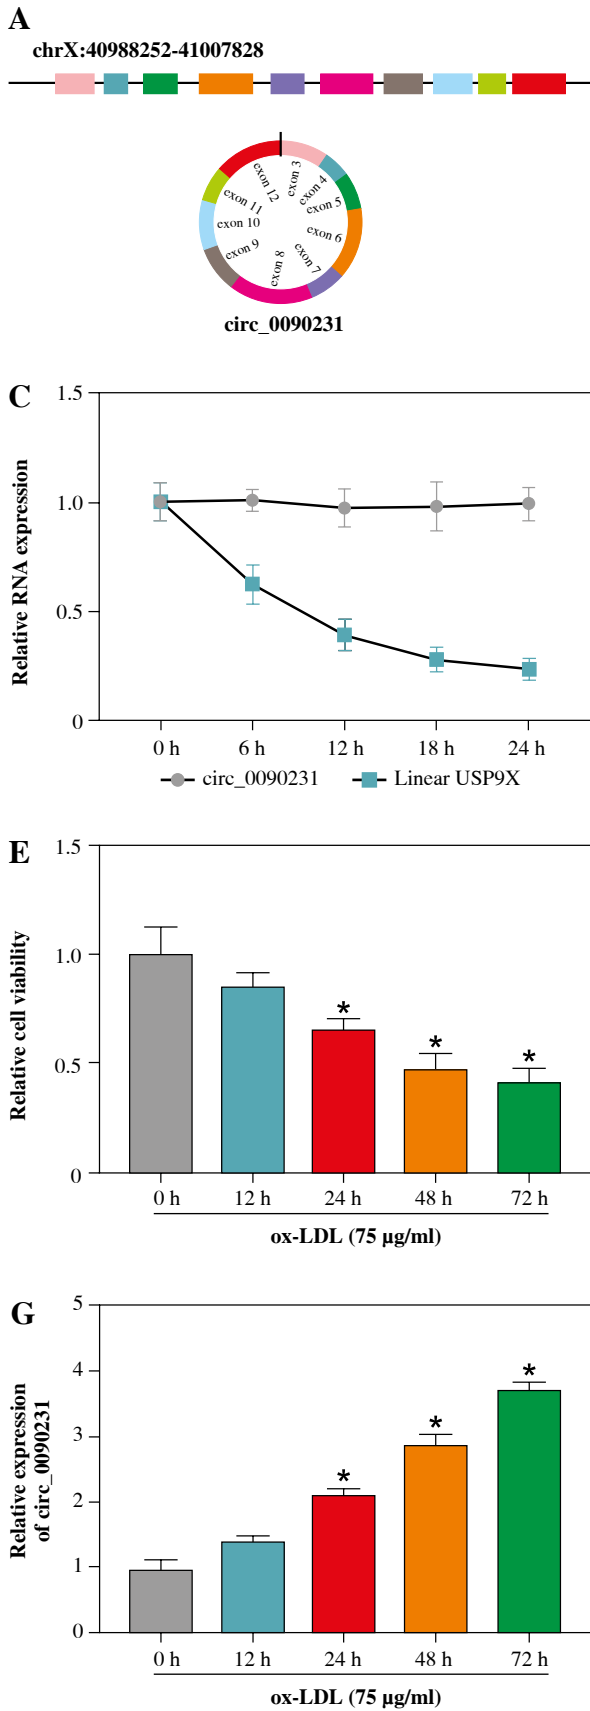 A
chrX:40988252-41007828
exon 3
exon 4
exon 5
exon 6
exon 7
exon 8
exon 9
exon 10
exon 11
exon 12
circ_0090231
C
Relative RNA expression
1.5
1.0
0.5
0
0 h 6 h 12 h 18 h 24 h
circ_0090231 Linear USP9X
E
Relative cell viability
1.5
1.0
0.5
0
* * *
0 h 12 h 24 h 48 h 72 h
ox-LDL (75 µg/ml)
G
Relative expression
of circ_0090231
5
4
3
2
1
0
* * *
0 h 12 h 24 h 48 h 72 h
ox-LDL (75 µg/ml)